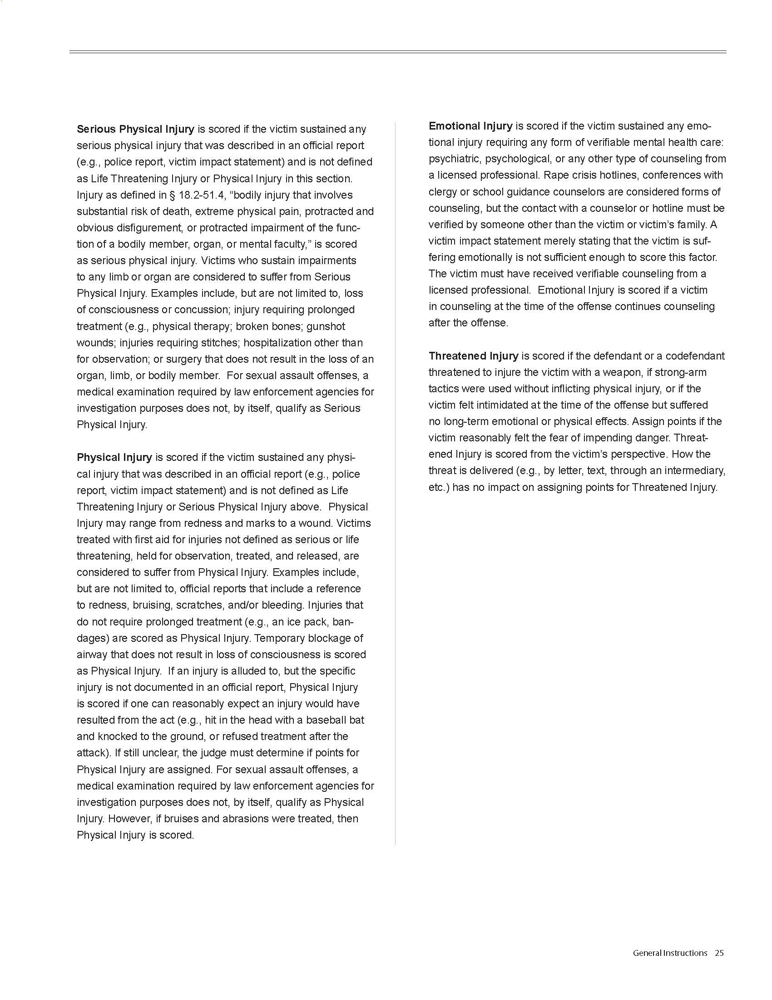 Serious Physical Injury is scored if the victim sustained any
serious physical injury that was described in an official report
(e.g., police report, victim impact statement) and is not defined
as Life Threatening Injury or Physical Injury in this section.
Injury as defined in § 18.2-51.4, “bodily injury that involves
substantial risk of death, extreme physical pain, protracted and
obvious disfigurement, or protracted impairment of the func-
tion of a bodily member, organ, or mental faculty,” is scored
as serious physical injury. Victims who sustain impairments
to any limb or organ are considered to suffer from Serious
Physical Injury. Examples include, but are not limited to, loss
of consciousness or concussion; injury requiring prolonged
treatment (e.g., physical therapy; broken bones; gunshot
wounds; injuries requiring stitches; hospitalization other than
for observation; or surgery that does not result in the loss of an
organ, limb, or bodily member.  For sexual assault offenses, a
medical examination required by law enforcement agencies for
investigation purposes does not, by itself, qualify as Serious
Physical Injury.
Physical Injury is scored if the victim sustained any physi-
cal injury that was described in an official report (e.g., police
report, victim impact statement) and is not defined as Life
Threatening Injury or Serious Physical Injury above.  Physical
Injury may range from redness and marks to a wound. Victims
treated with first aid for injuries not defined as serious or life
threatening, held for observation, treated, and released, are
considered to suffer from Physical Injury. Examples include,
but are not limited to, official reports that include a reference
to redness, bruising, scratches, and/or bleeding. Injuries that
do not require prolonged treatment (e.g., an ice pack, ban-
dages) are scored as Physical Injury. Temporary blockage of
airway that does not result in loss of consciousness is scored
as Physical Injury.  If an injury is alluded to, but the specific
injury is not documented in an official report, Physical Injury
is scored if one can reasonably expect an injury would have
resulted from the act (e.g., hit in the head with a baseball bat
and knocked to the ground, or refused treatment after the
attack). If still unclear, the judge must determine if points for
Physical Injury are assigned. For sexual assault offenses, a
medical examination required by law enforcement agencies for
investigation purposes does not, by itself, qualify as Physical
Injury. However, if bruises and abrasions were treated, then
Physical Injury is scored.
Emotional Injury is scored if the victim sustained any emo-
tional injury requiring any form of verifiable mental health care:
psychiatric, psychological, or any other type of counseling from
a licensed professional. Rape crisis hotlines, conferences with
clergy or school guidance counselors are considered forms of
counseling, but the contact with a counselor or hotline must be
verified by someone other than the victim or victim’s family. A
victim impact statement merely stating that the victim is suf-
fering emotionally is not sufficient enough to score this factor.
The victim must have received verifiable counseling from a
licensed professional.  Emotional Injury is scored if a victim
in counseling at the time of the offense continues counseling
after the offense.
Threatened Injury is scored if the defendant or a codefendant
threatened to injure the victim with a weapon, if strong-arm
tactics were used without inflicting physical injury, or if the
victim felt intimidated at the time of the offense but suffered
no long-term emotional or physical effects. Assign points if the
victim reasonably felt the fear of impending danger. Threat-
ened Injury is scored from the victim’s perspective. How the
threat is delivered (e.g., by letter, text, through an intermediary,
etc.) has no impact on assigning points for Threatened Injury.
General Instructions 25